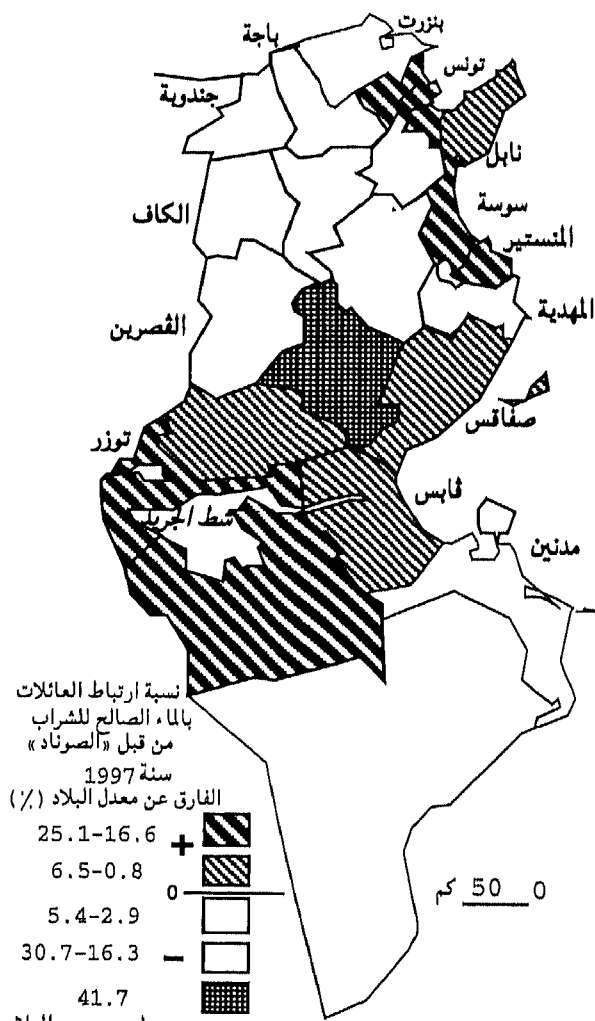 بنزرت
باجة
تونس
جندوبة
نابل
سوسة
الكاف
المنستير
المهدية
القصرين
صفاقس
توزر
ڨابس
شط الجريد
مدنين
نسبة ارتباط العائلات
بالماء الصالح للشراب
من قبل «الصوناد»
سنة 1997
الفارق عن معدل البلاد (٪)
+ 25.1-16.6
6.5-0.8
0
5.4-2.9
− 30.7-16.3
41.7
0 50 كم